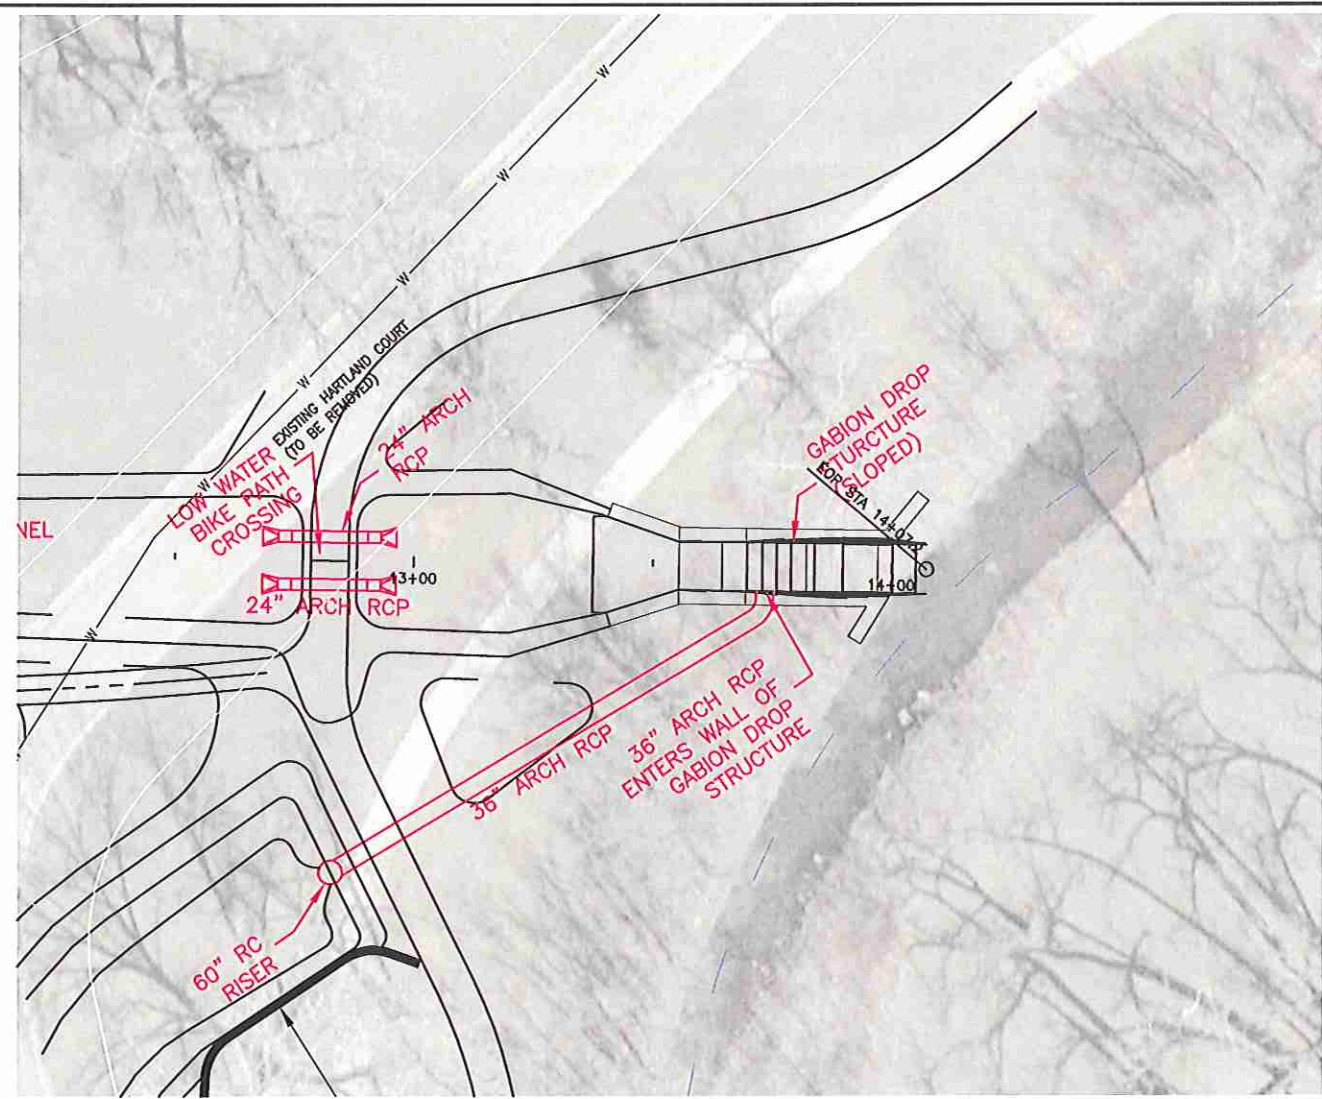 W
W
W
W
W
W
EXISTING HARTLAND COURT
(TO BE REMOVED)
24" ARCH
RCP
LOW WATER
BIKE PATH
CROSSING
NEL
GABION DROP
STURCTURE
(SLOPED)
EOP STA 14+07.
13+00
14+00
24" ARCH RCP
36" ARCH RCP
36" ARCH RCP
ENTERS WALL OF
GABION DROP
STRUCTURE
60" RC
RISER